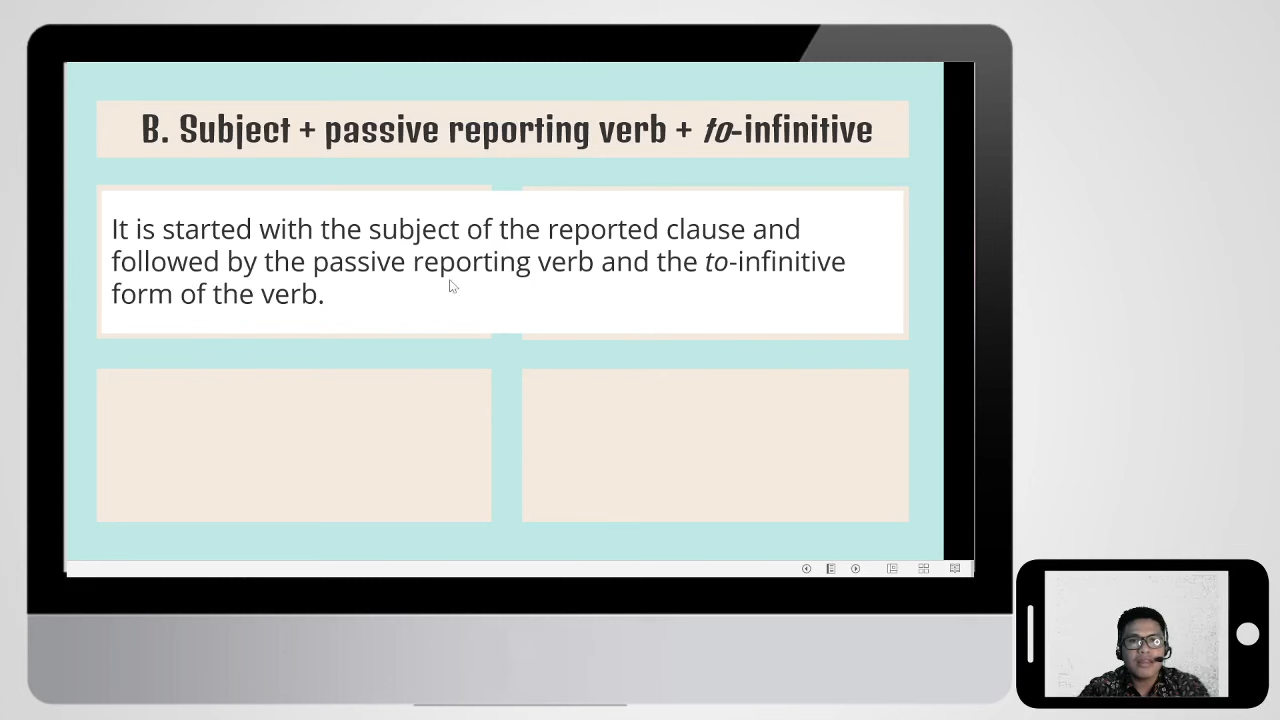 B. Subject + passive reporting verb + to-infinitive
It is started with the subject of the reported clause and
followed by the passive reporting verb and the to-infinitive
form of the verb.